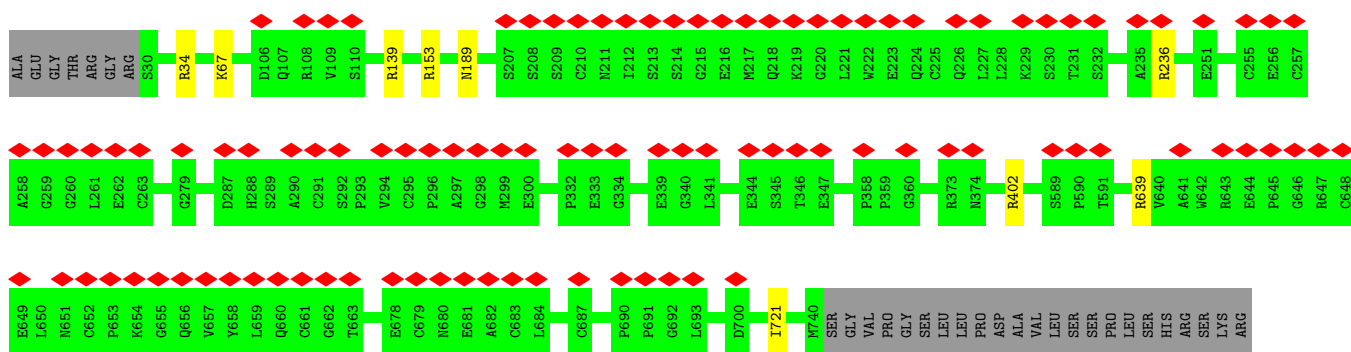 ALA GLU GLY THR ARG GLY ARG S30 R34 K67 D106 Q107 R108 V109 S110 R139 R153 N189 S207 S208 S209 C210 N211 I212 S213 S214 G215 E216 M217 Q218 K219 G220 L221 W222 E223 Q224 C225 Q226 L227 L228 K229 S230 T231 S232 A235 R236 E251 C255 E256 C257
A258 G259 G260 L261 E262 C263 G279 D287 H288 S289 A290 C291 S292 P293 V294 C295 P296 A297 G298 M299 E300 P332 E333 G334 E339 G340 L341 E344 S345 T346 E347 P358 P359 G360 R373 N374 R402 S589 P590 T591 R639 V640 A641 W642 R643 E644 P645 G646 R647 C648
E649 L650 N651 C652 P653 K654 G655 Q656 V657 Y658 L659 Q660 C661 G662 T663 E678 C679 N680 E681 A682 C683 L684 C687 P690 P691 G692 L693 D700 I721 M740 SER GLY VAL PRO GLY SER LEU LEU PRO ASP ALA VAL LEU SER SER PRO LEU SER HIS ARG SER LYS ARG